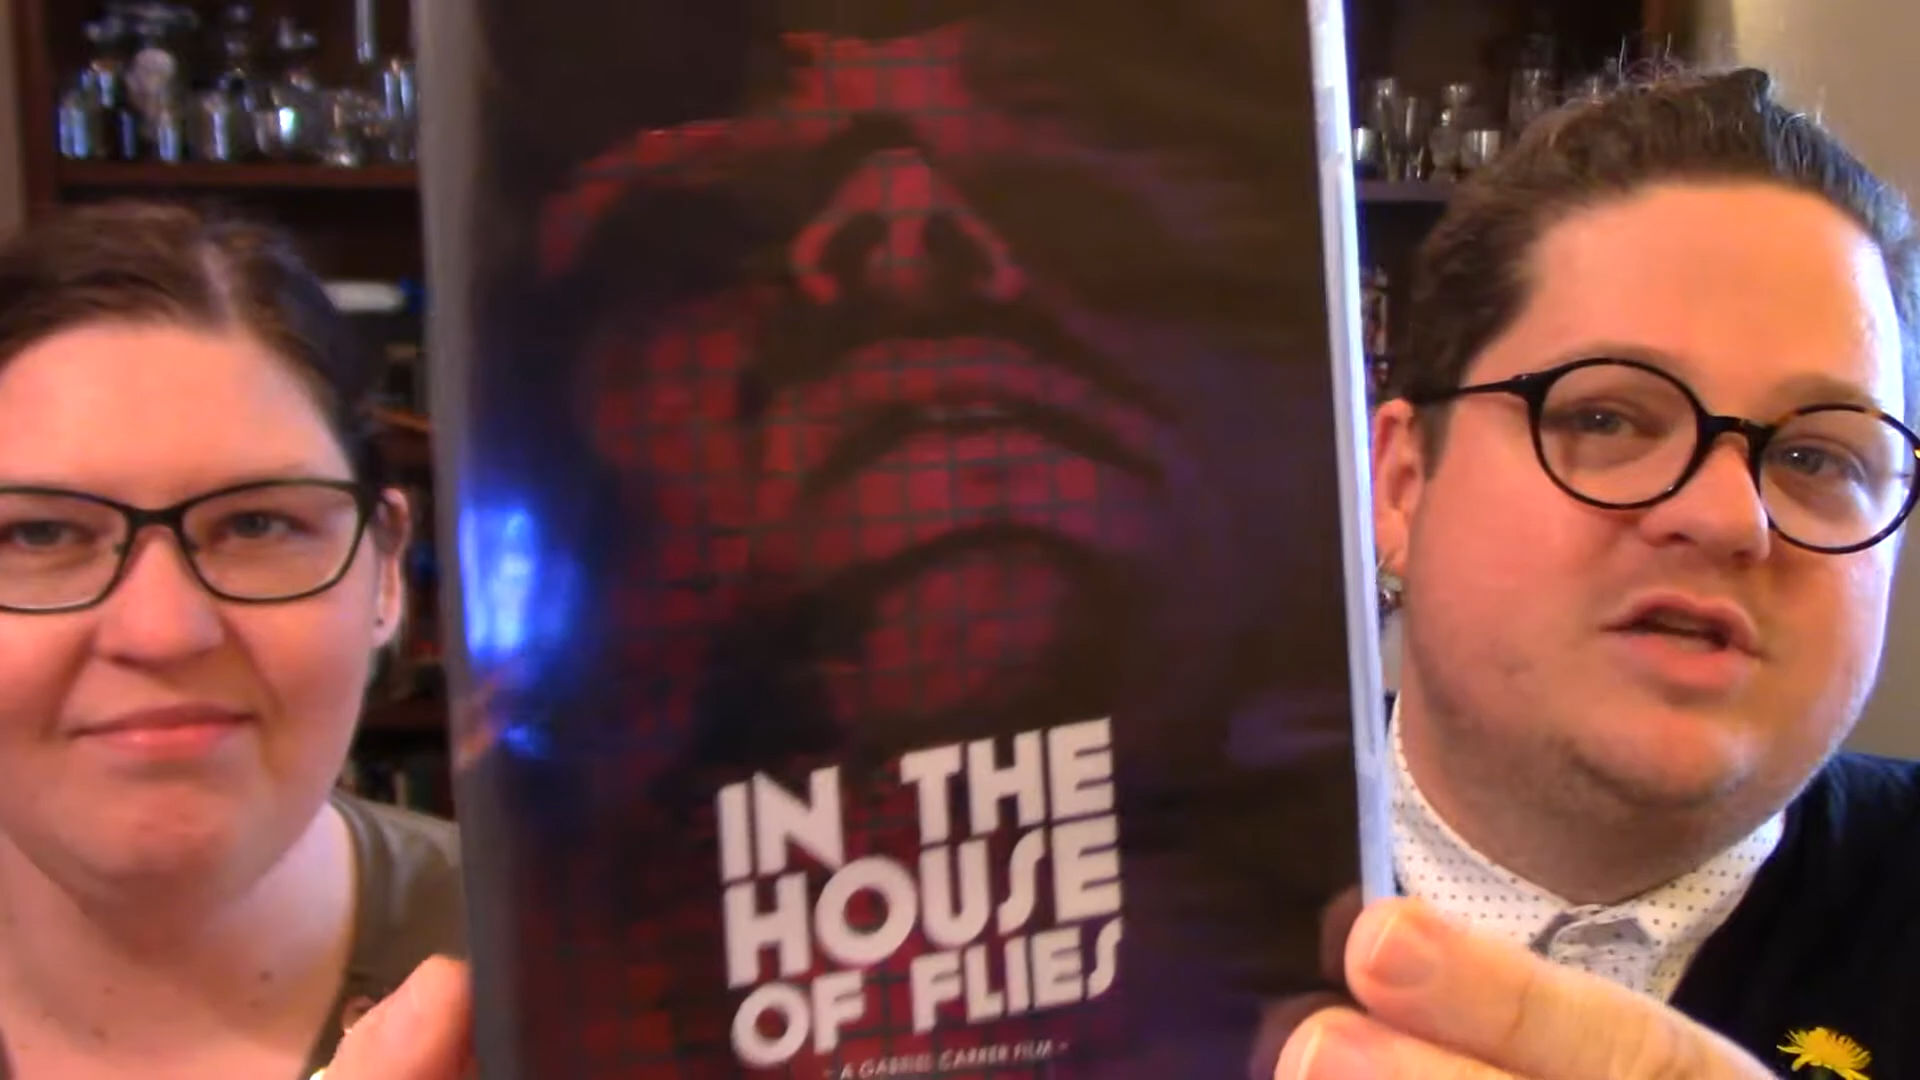 IN THE
HOUSE
OF FLIES
- A GABRIEL CARRER FILM -